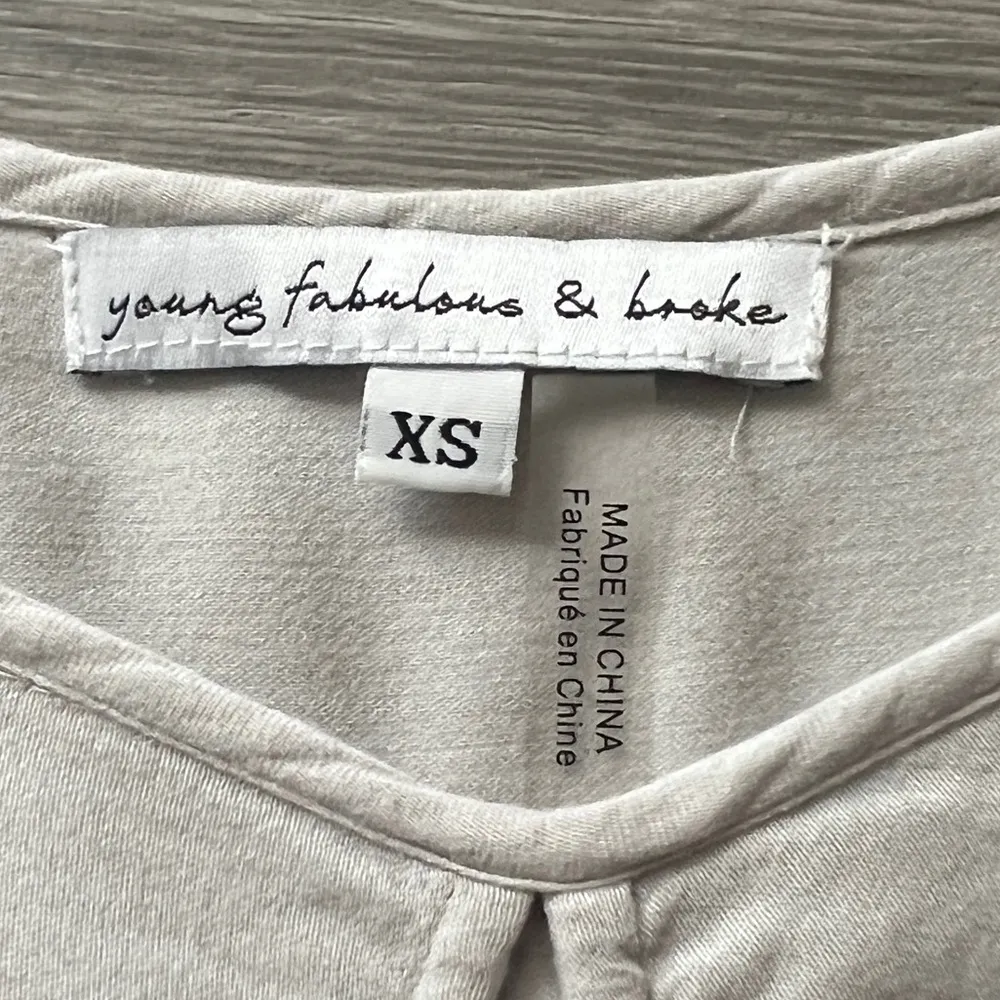 young fabulous & broke
XS
MADE IN CHINA
Fabriqué en Chine